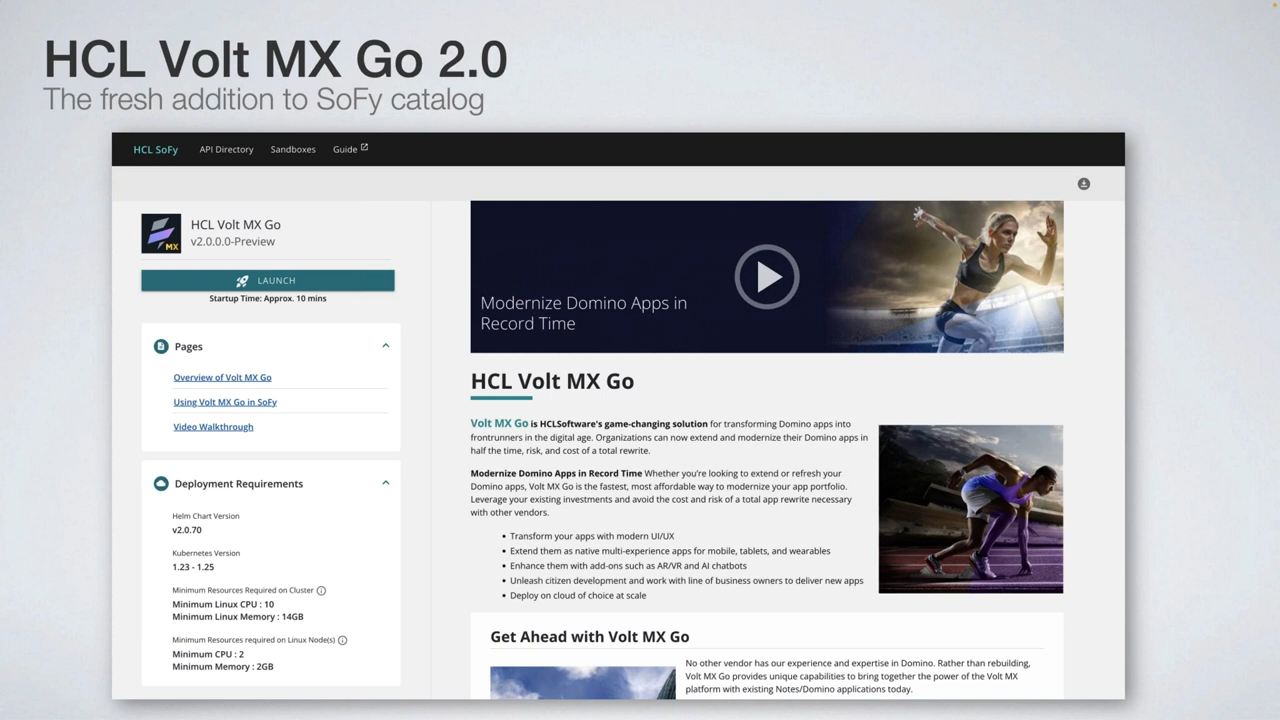 HCL Volt MX Go 2.0
The fresh addition to SoFy catalog
HCL SoFy
API Directory
Sandboxes
Guide
MX
HCL Volt MX Go
v2.0.0.0-Preview
LAUNCH
Startup Time: Approx. 10 mins
Pages
Overview of Volt MX Go
Using Volt MX Go in SoFy
Video Walkthrough
Deployment Requirements
Helm Chart Version
v2.0.70
Kubernetes Version
1.23 - 1.25
Minimum Resources Required on Cluster
Minimum Linux CPU : 10
Minimum Linux Memory : 14GB
Minimum Resources required on Linux Node(s)
Minimum CPU : 2
Minimum Memory : 2GB
Modernize Domino Apps in
Record Time
HCL Volt MX Go
Volt MX Go is HCLSoftware's game-changing solution for transforming Domino apps into
frontrunners in the digital age. Organizations can now extend and modernize their Domino apps in
half the time, risk, and cost of a total rewrite.
Modernize Domino Apps in Record Time Whether you're looking to extend or refresh your
Domino apps, Volt MX Go is the fastest, most affordable way to modernize your app portfolio.
Leverage your existing investments and avoid the cost and risk of a total app rewrite necessary
with other vendors.
• Transform your apps with modern UI/UX
• Extend them as native multi-experience apps for mobile, tablets, and wearables
• Enhance them with add-ons such as AR/VR and AI chatbots
• Unleash citizen development and work with line of business owners to deliver new apps
• Deploy on cloud of choice at scale
Get Ahead with Volt MX Go
No other vendor has our experience and expertise in Domino. Rather than rebuilding,
Volt MX Go provides unique capabilities to bring together the power of the Volt MX
platform with existing Notes/Domino applications today.